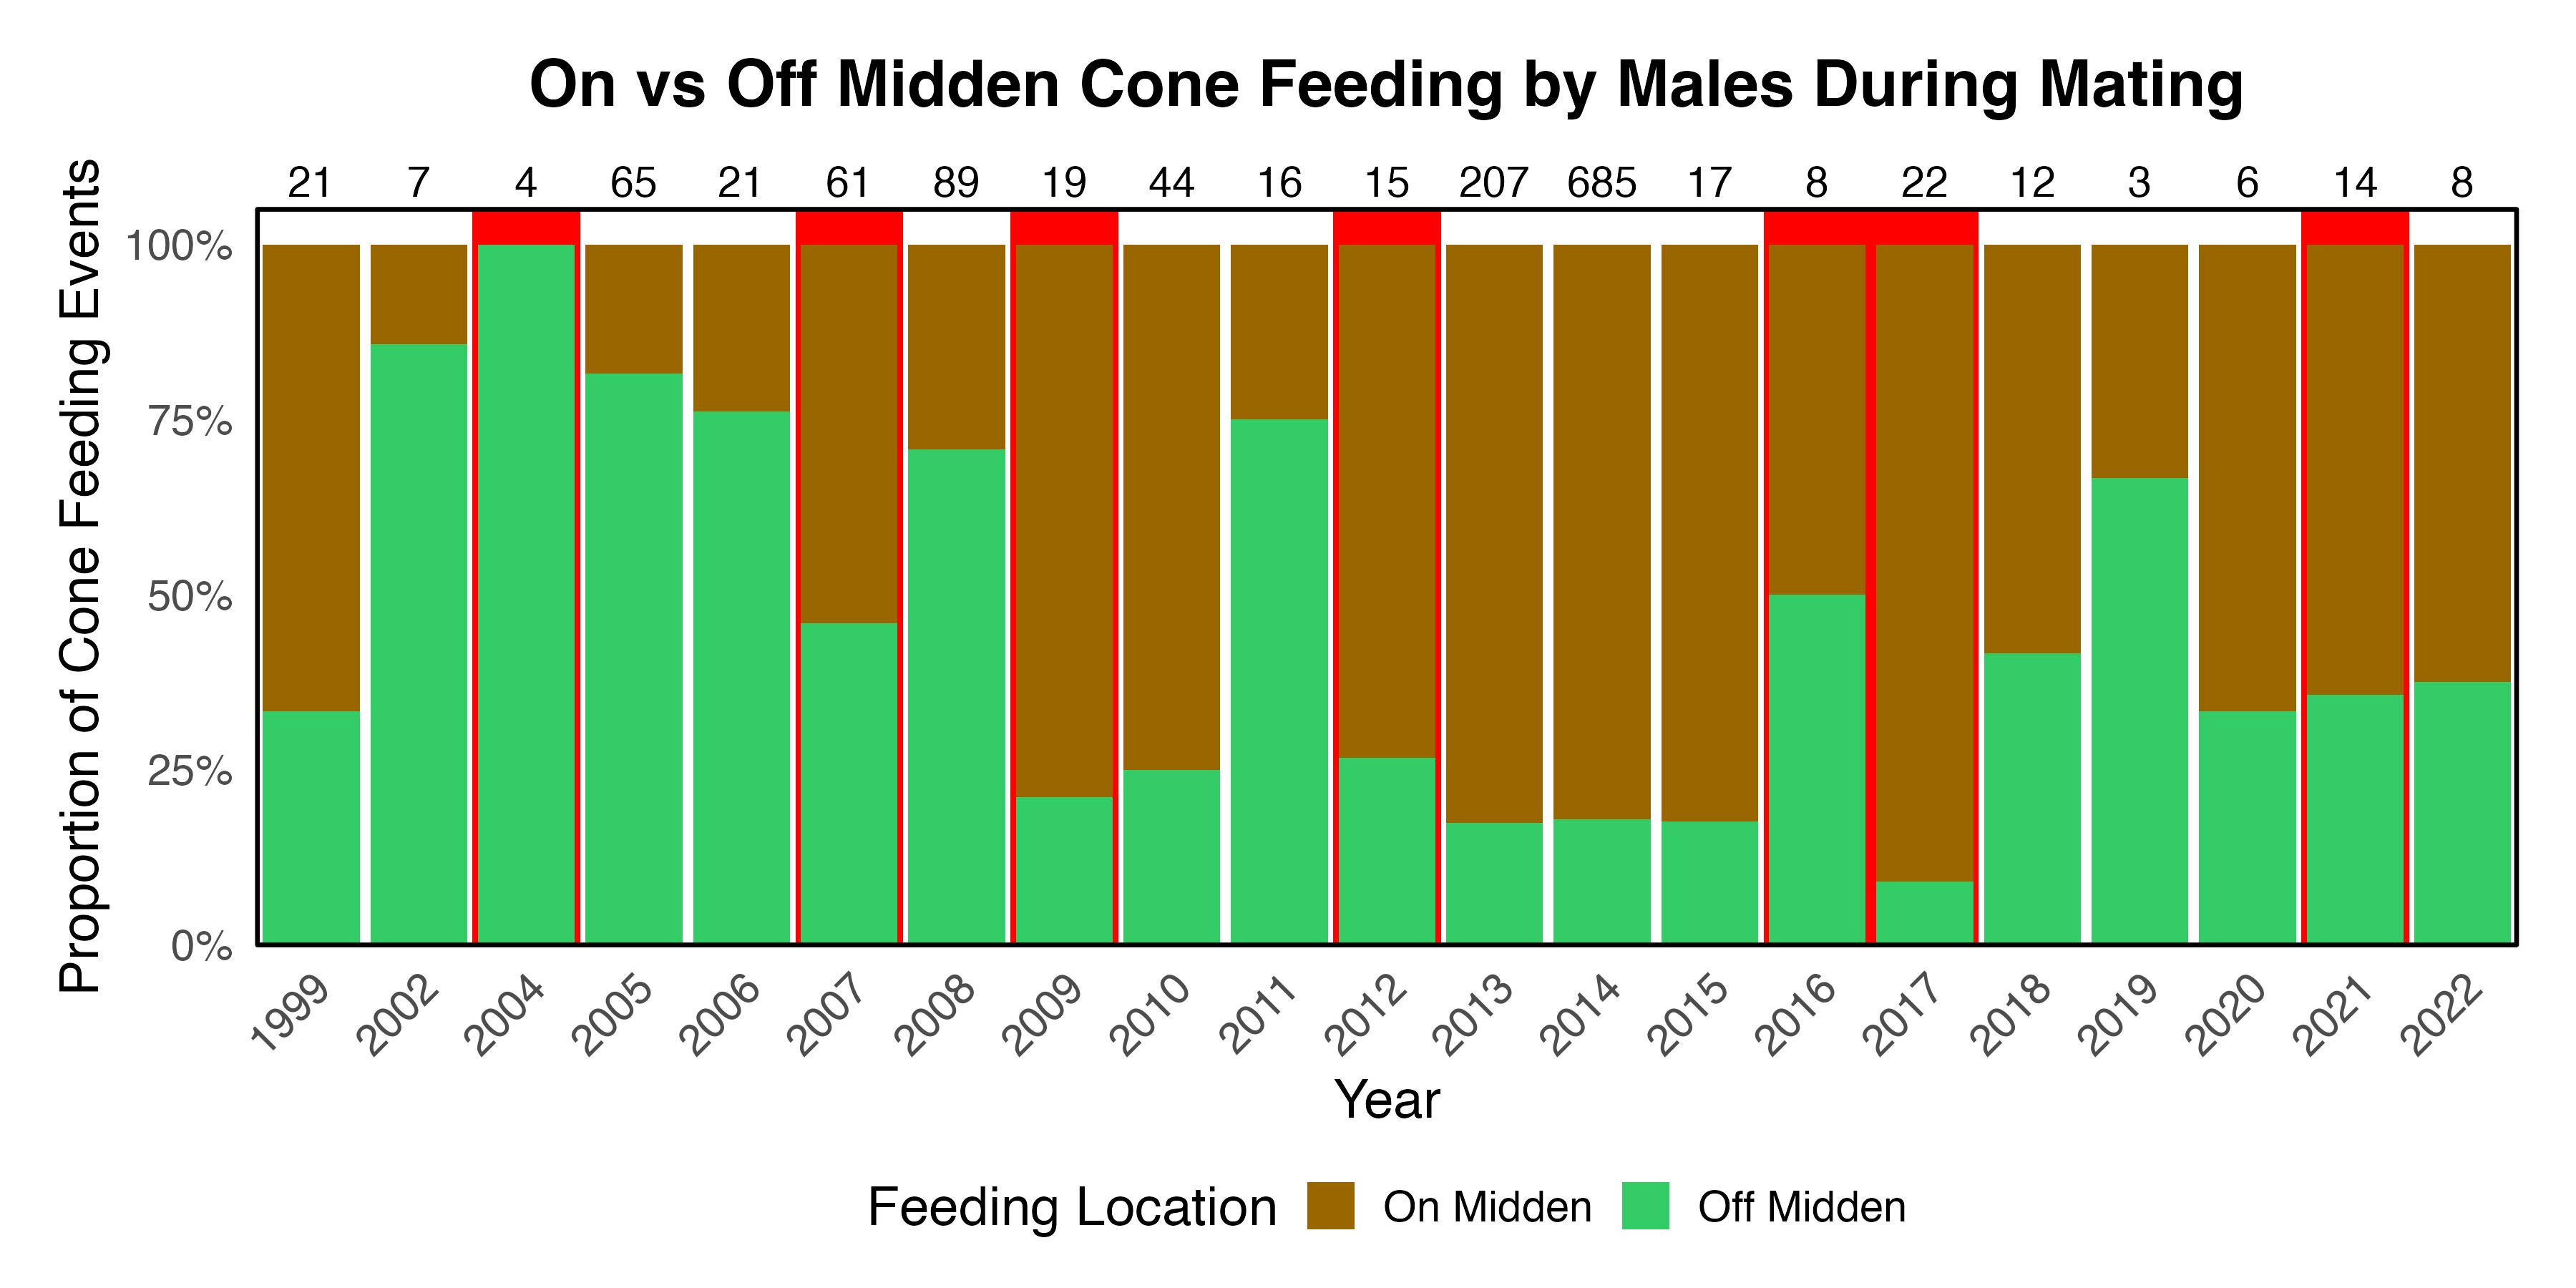 On vs Off Midden Cone Feeding by Males During Mating
21 7 4 65 21 61 89 19 44 16 15 207 685 17 8 22 12 3 6 14 8
Proportion of Cone Feeding Events
100%
75%
50%
25%
0%
1999 2002 2004 2005 2006 2007 2008 2009 2010 2011 2012 2013 2014 2015 2016 2017 2018 2019 2020 2021 2022
Year
Feeding Location On Midden Off Midden